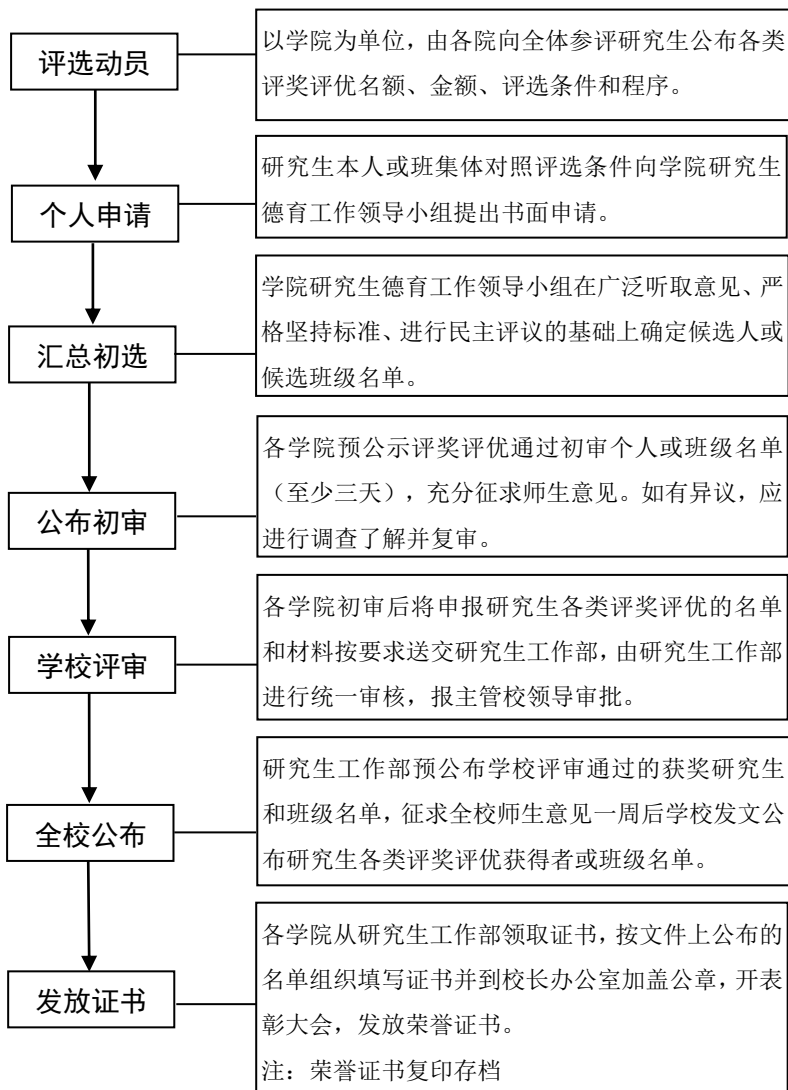 评选动员
以学院为单位，由各院向全体参评研究生公布各类
评奖评优名额、金额、评选条件和程序。
个人申请
研究生本人或班集体对照评选条件向学院研究生
德育工作领导小组提出书面申请。
汇总初选
学院研究生德育工作领导小组在广泛听取意见、严
格坚持标准、进行民主评议的基础上确定候选人或
候选班级名单。
公布初审
各学院预公示评奖评优通过初审个人或班级名单
（至少三天），充分征求师生意见。如有异议，应
进行调查了解并复审。
学校评审
各学院初审后将申报研究生各类评奖评优的名单
和材料按要求送交研究生工作部，由研究生工作部
进行统一审核，报主管校领导审批。
全校公布
研究生工作部预公布学校评审通过的获奖研究生
和班级名单，征求全校师生意见一周后学校发文公
布研究生各类评奖评优获得者或班级名单。
发放证书
各学院从研究生工作部领取证书，按文件上公布的
名单组织填写证书并到校长办公室加盖公章，开表
彰大会，发放荣誉证书。
注：荣誉证书复印存档